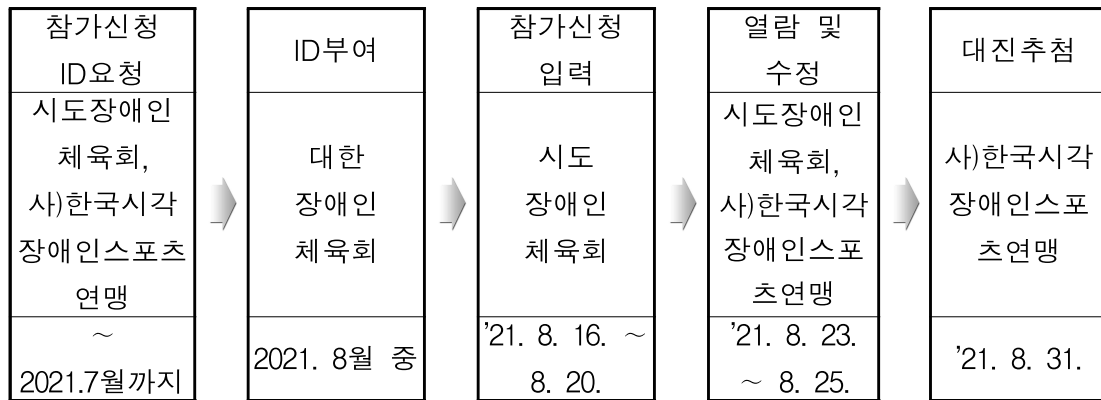 참가신청
ID요청
시도장애인
체육회,
사)한국시각
장애인스포츠
연맹
~
2021.7월까지
ID부여
대한
장애인
체육회
2021. 8월 중
참가신청
입력
시도
장애인
체육회
'21. 8. 16. ~
8. 20.
열람 및
수정
시도장애인
체육회,
사)한국시각
장애인스포
츠연맹
'21. 8. 23.
~ 8. 25.
대진추첨
사)한국시각
장애인스포
츠연맹
'21. 8. 31.